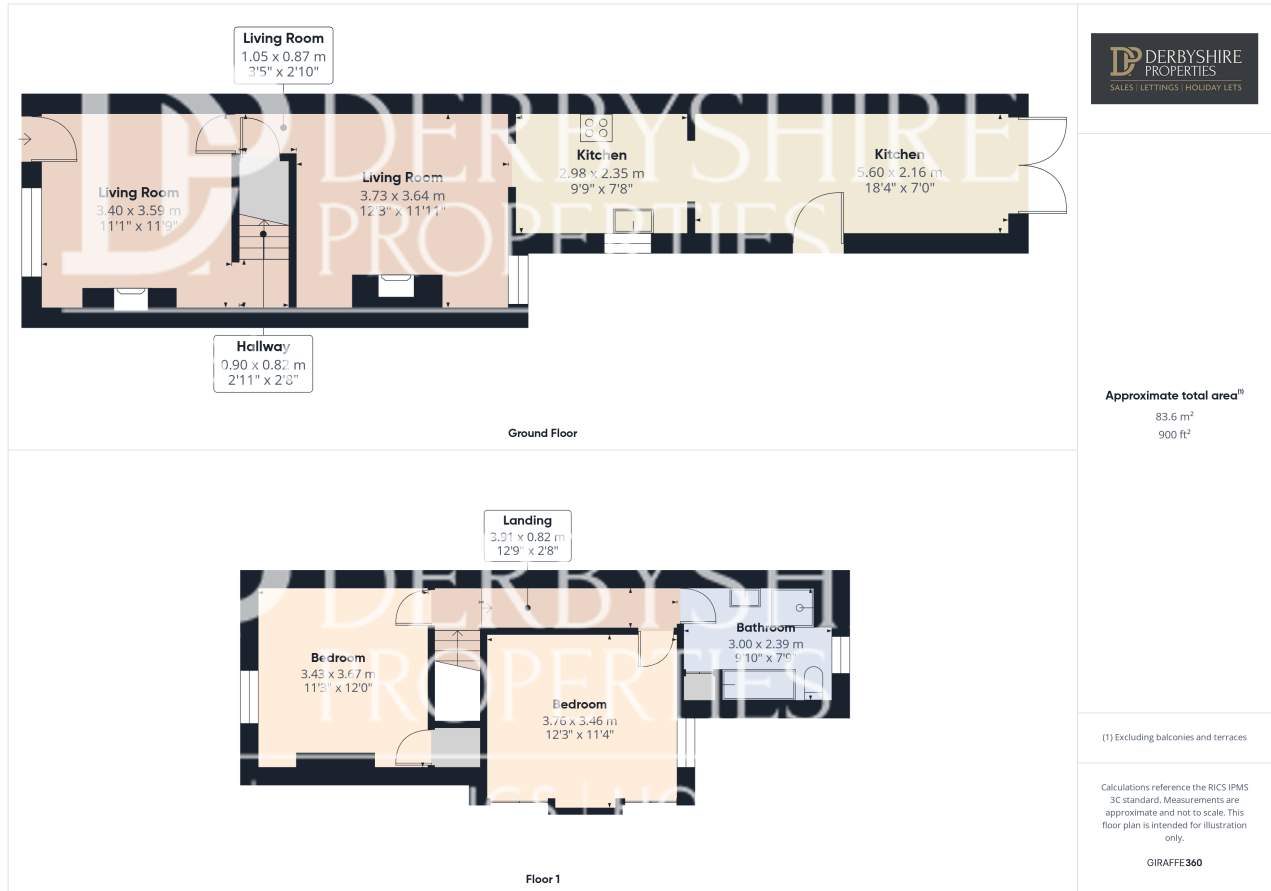 Living Room
1.05 x 0.87 m
3'5" x 2'10"
DERBYSHIRE
PROPERTIES
Living Room
3.40 x 3.59 m
11'1" x 11'9"
Living Room
3.73 x 3.64 m
12'3" x 11'11"
Kitchen
2.98 x 2.35 m
9'9" x 7'8"
Kitchen
5.60 x 2.16 m
18'4" x 7'0"
Hallway
0.90 x 0.82 m
2'11" x 2'8"
Ground Floor
Landing
3.91 x 0.82 m
12'9" x 2'8"
DERBYSH
PROPERTIES
Bedroom
3.43 x 3.67 m
11'3" x 12'0"
Bedroom
3.76 x 3.46 m
12'3" x 11'4"
Bathroom
3.00 x 2.39 m
9'10" x 7'9"
Floor 1
DP DERBYSHIRE
PROPERTIES
SALES | LETTINGS | HOLIDAY LETS
Approximate total area(1)
83.6 m²
900 ft²
(1) Excluding balconies and terraces
Calculations reference the RICS IPMS
3C standard. Measurements are
approximate and not to scale. This
floor plan is intended for illustration
only.
GIRAFFE360